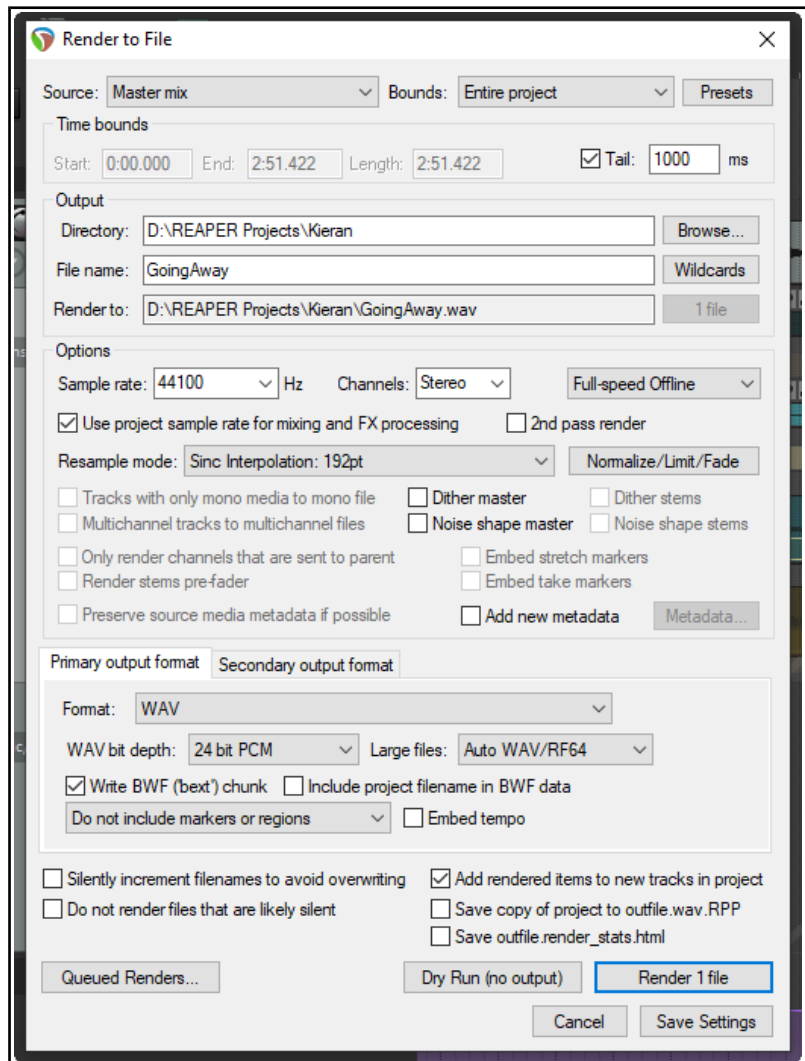 Render to File
Source: Master mix Bounds: Entire project Presets
Time bounds
Start: 0:00.000 End: 2:51.422 Length: 2:51.422 Tail: 1000 ms
Output
Directory: D:\REAPER Projects\Kieran Browse...
File name: GoingAway Wildcards
Render to: D:\REAPER Projects\Kieran\GoingAway.wav 1 file
Options
Sample rate: 44100 Hz Channels: Stereo Full-speed Offline
Use project sample rate for mixing and FX processing 2nd pass render
Resample mode: Sinc Interpolation: 192pt Normalize/Limit/Fade
Tracks with only mono media to mono file Dither master Dither stems
Multichannel tracks to multichannel files Noise shape master Noise shape stems
Only render channels that are sent to parent Embed stretch markers
Render stems pre-fader Embed take markers
Preserve source media metadata if possible Add new metadata Metadata...
Primary output format Secondary output format
Format: WAV
WAV bit depth: 24 bit PCM Large files: Auto WAV/RF64
Write BWF ('bext') chunk Include project filename in BWF data
Do not include markers or regions Embed tempo
Silently increment filenames to avoid overwriting Add rendered items to new tracks in project
Do not render files that are likely silent Save copy of project to outfile.wav.RPP
Save outfile.render_stats.html
Queued Renders... Dry Run (no output) Render 1 file
Cancel Save Settings